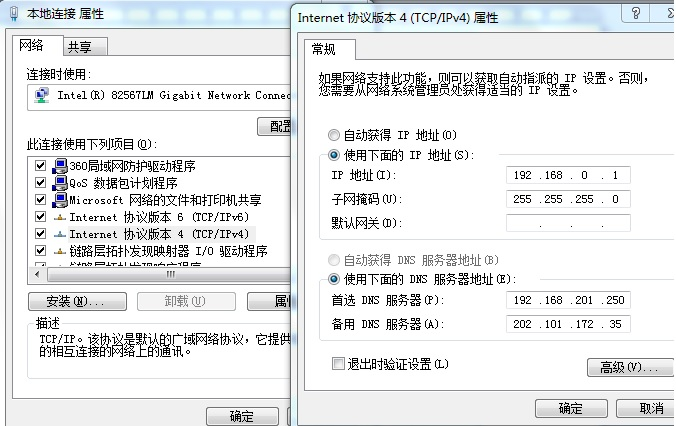 本地连接 属性
网络
共享
连接时使用:
Intel(R) 82567LM Gigabit Network Connec
配置
此连接使用下列项目(O):
360局域网防护驱动程序
QoS 数据包计划程序
Microsoft 网络的文件和打印机共享
Internet 协议版本 6 (TCP/IPv6)
Internet 协议版本 4 (TCP/IPv4)
链路层拓扑发现映射器 I/O 驱动程序
链路层拓扑发现响应程序
安装(N)...
卸载(U)
属性
描述
TCP/IP。该协议是默认的广域网络协议，它提供
的相互连接的网络上的通讯。
确定
Internet 协议版本 4 (TCP/IPv4) 属性
常规
如果网络支持此功能，则可以获取自动指派的 IP 设置。否则，
您需要从网络系统管理员处获得适当的 IP 设置。
自动获得 IP 地址(O)
使用下面的 IP 地址(S):
IP 地址(I):
192 .168 . 0 . 1
子网掩码(U):
255 .255 .255 . 0
默认网关(D):
. . .
自动获得 DNS 服务器地址(B)
使用下面的 DNS 服务器地址(E):
首选 DNS 服务器(P):
192 .168 .201 .250
备用 DNS 服务器(A):
202 .101 .172 .35
退出时验证设置(L)
高级(V)...
确定
取消